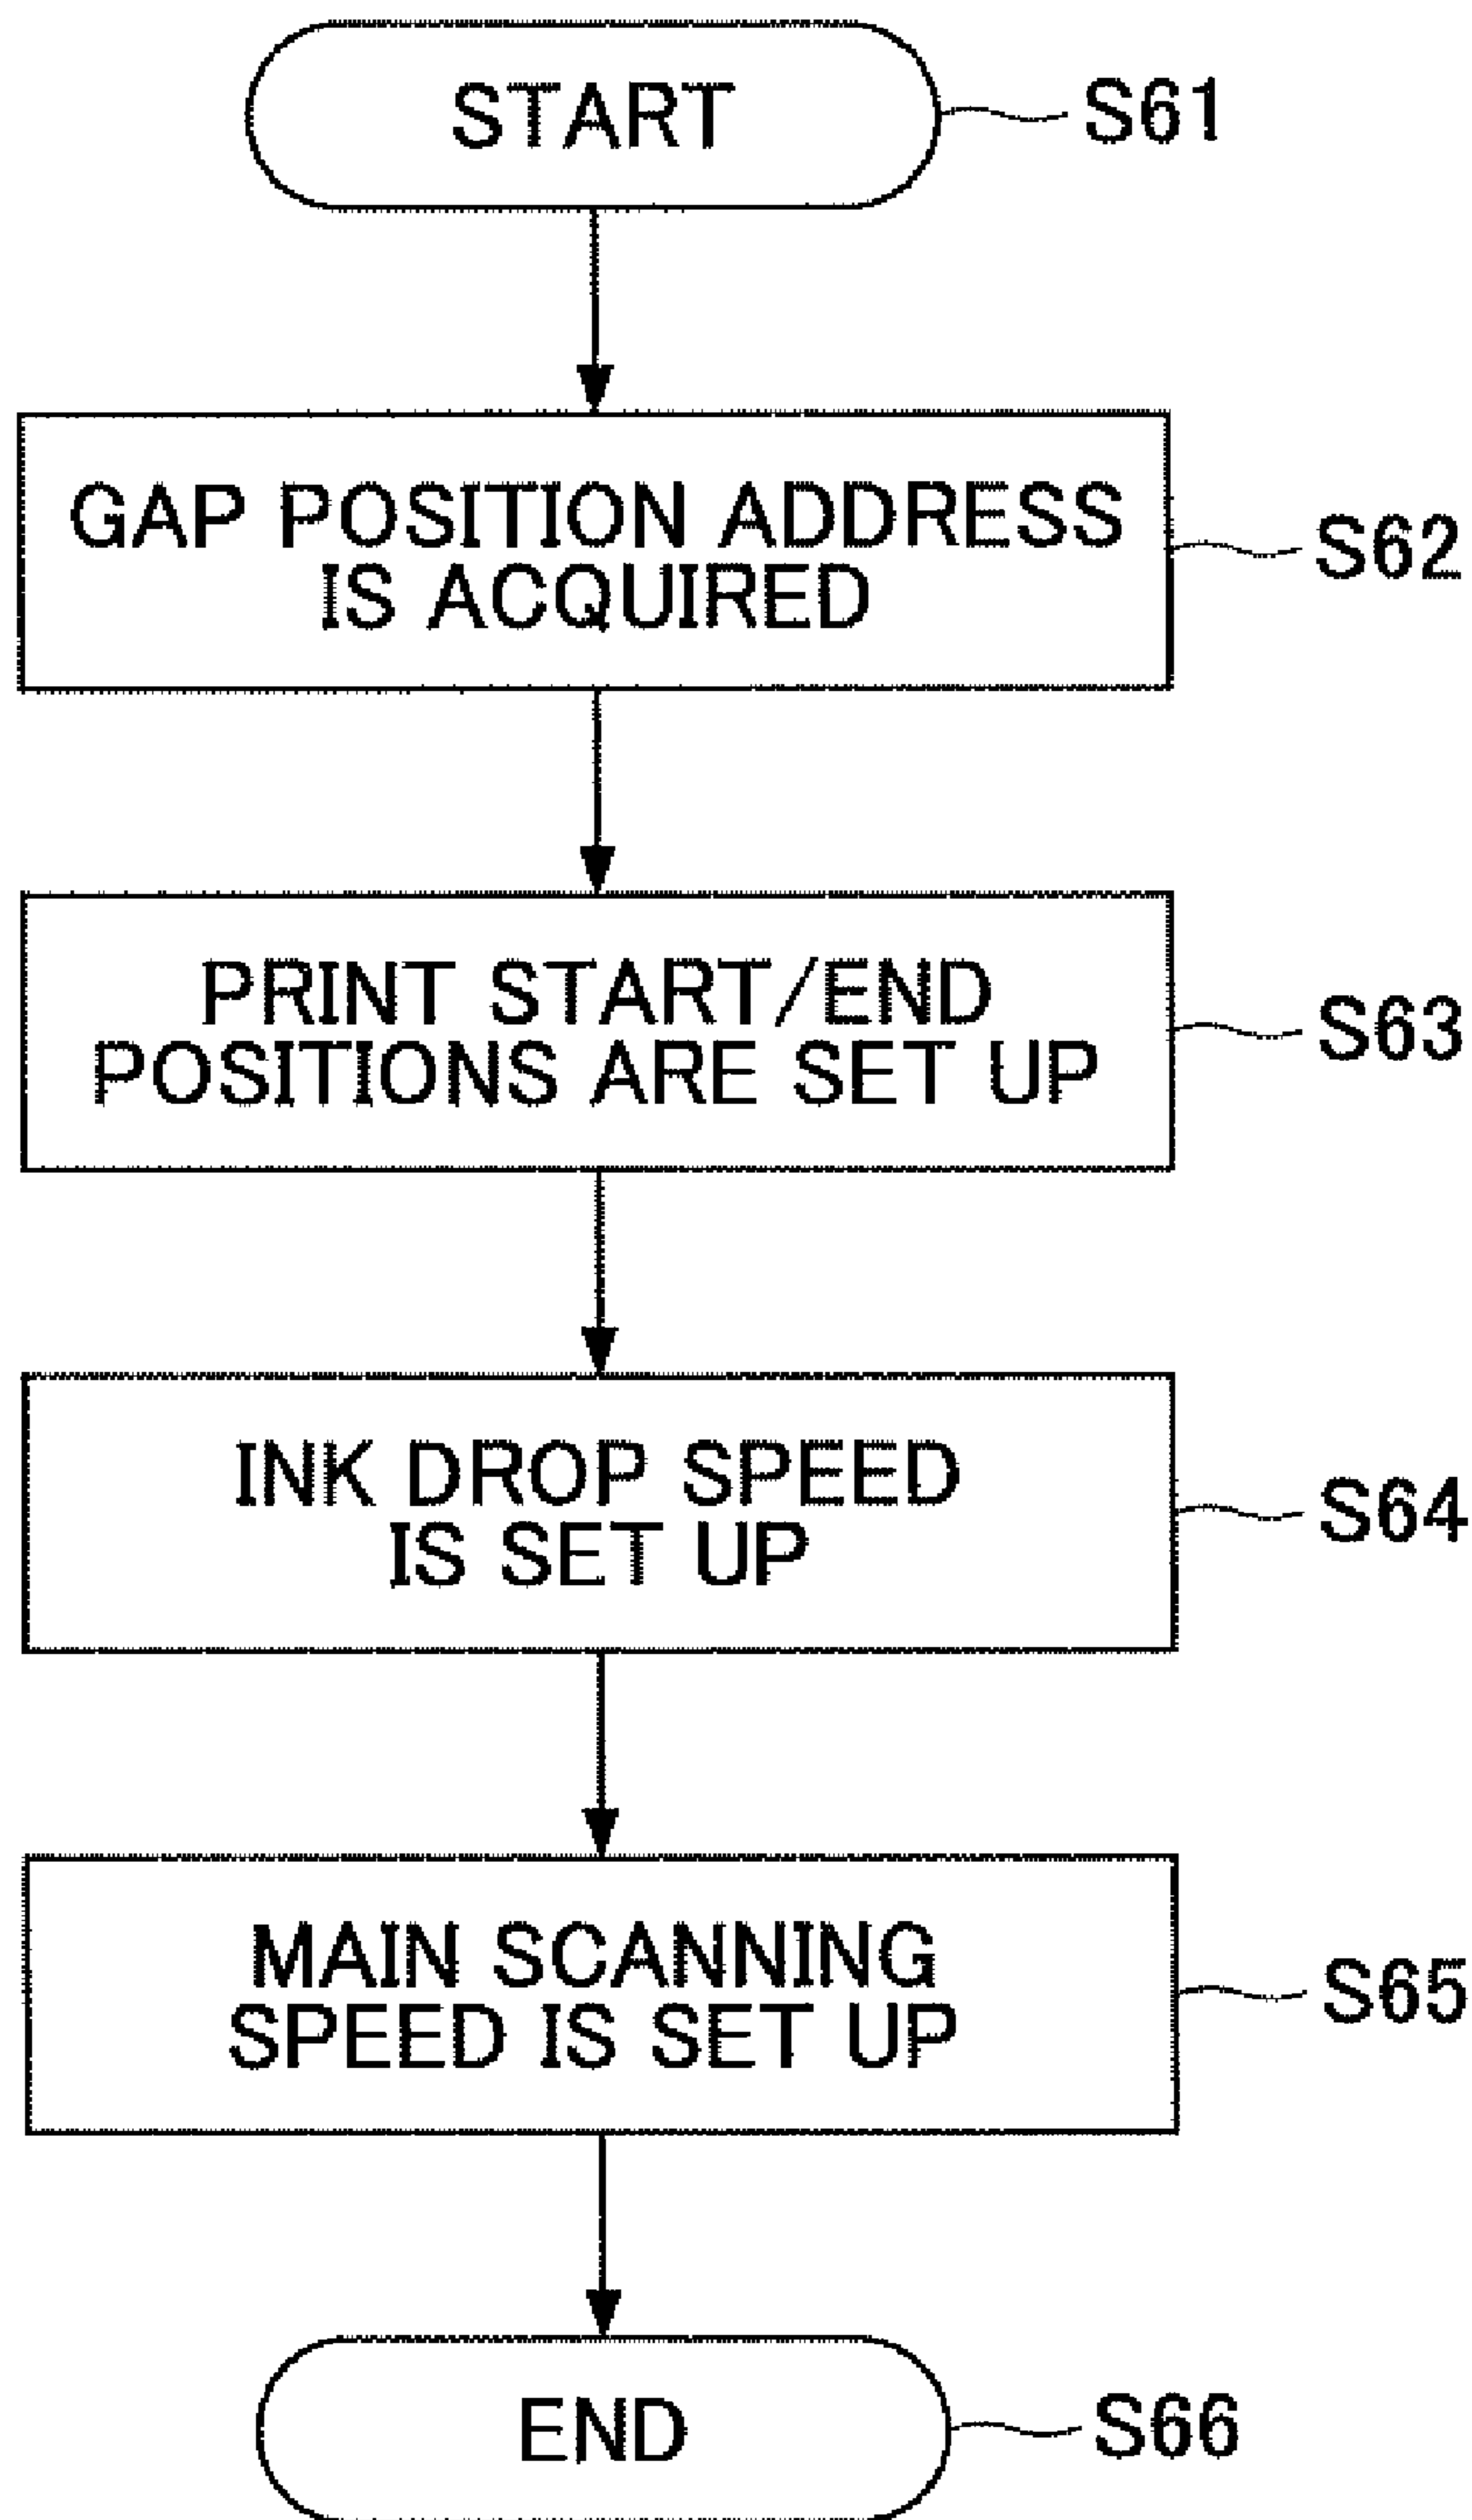 START
S61
GAP POSITION ADDRESS
IS ACQUIRED
S62
PRINT START/END
POSITIONS ARE SET UP
S63
INK DROP SPEED
IS SET UP
S64
MAIN SCANNING
SPEED IS SET UP
S65
END
S66